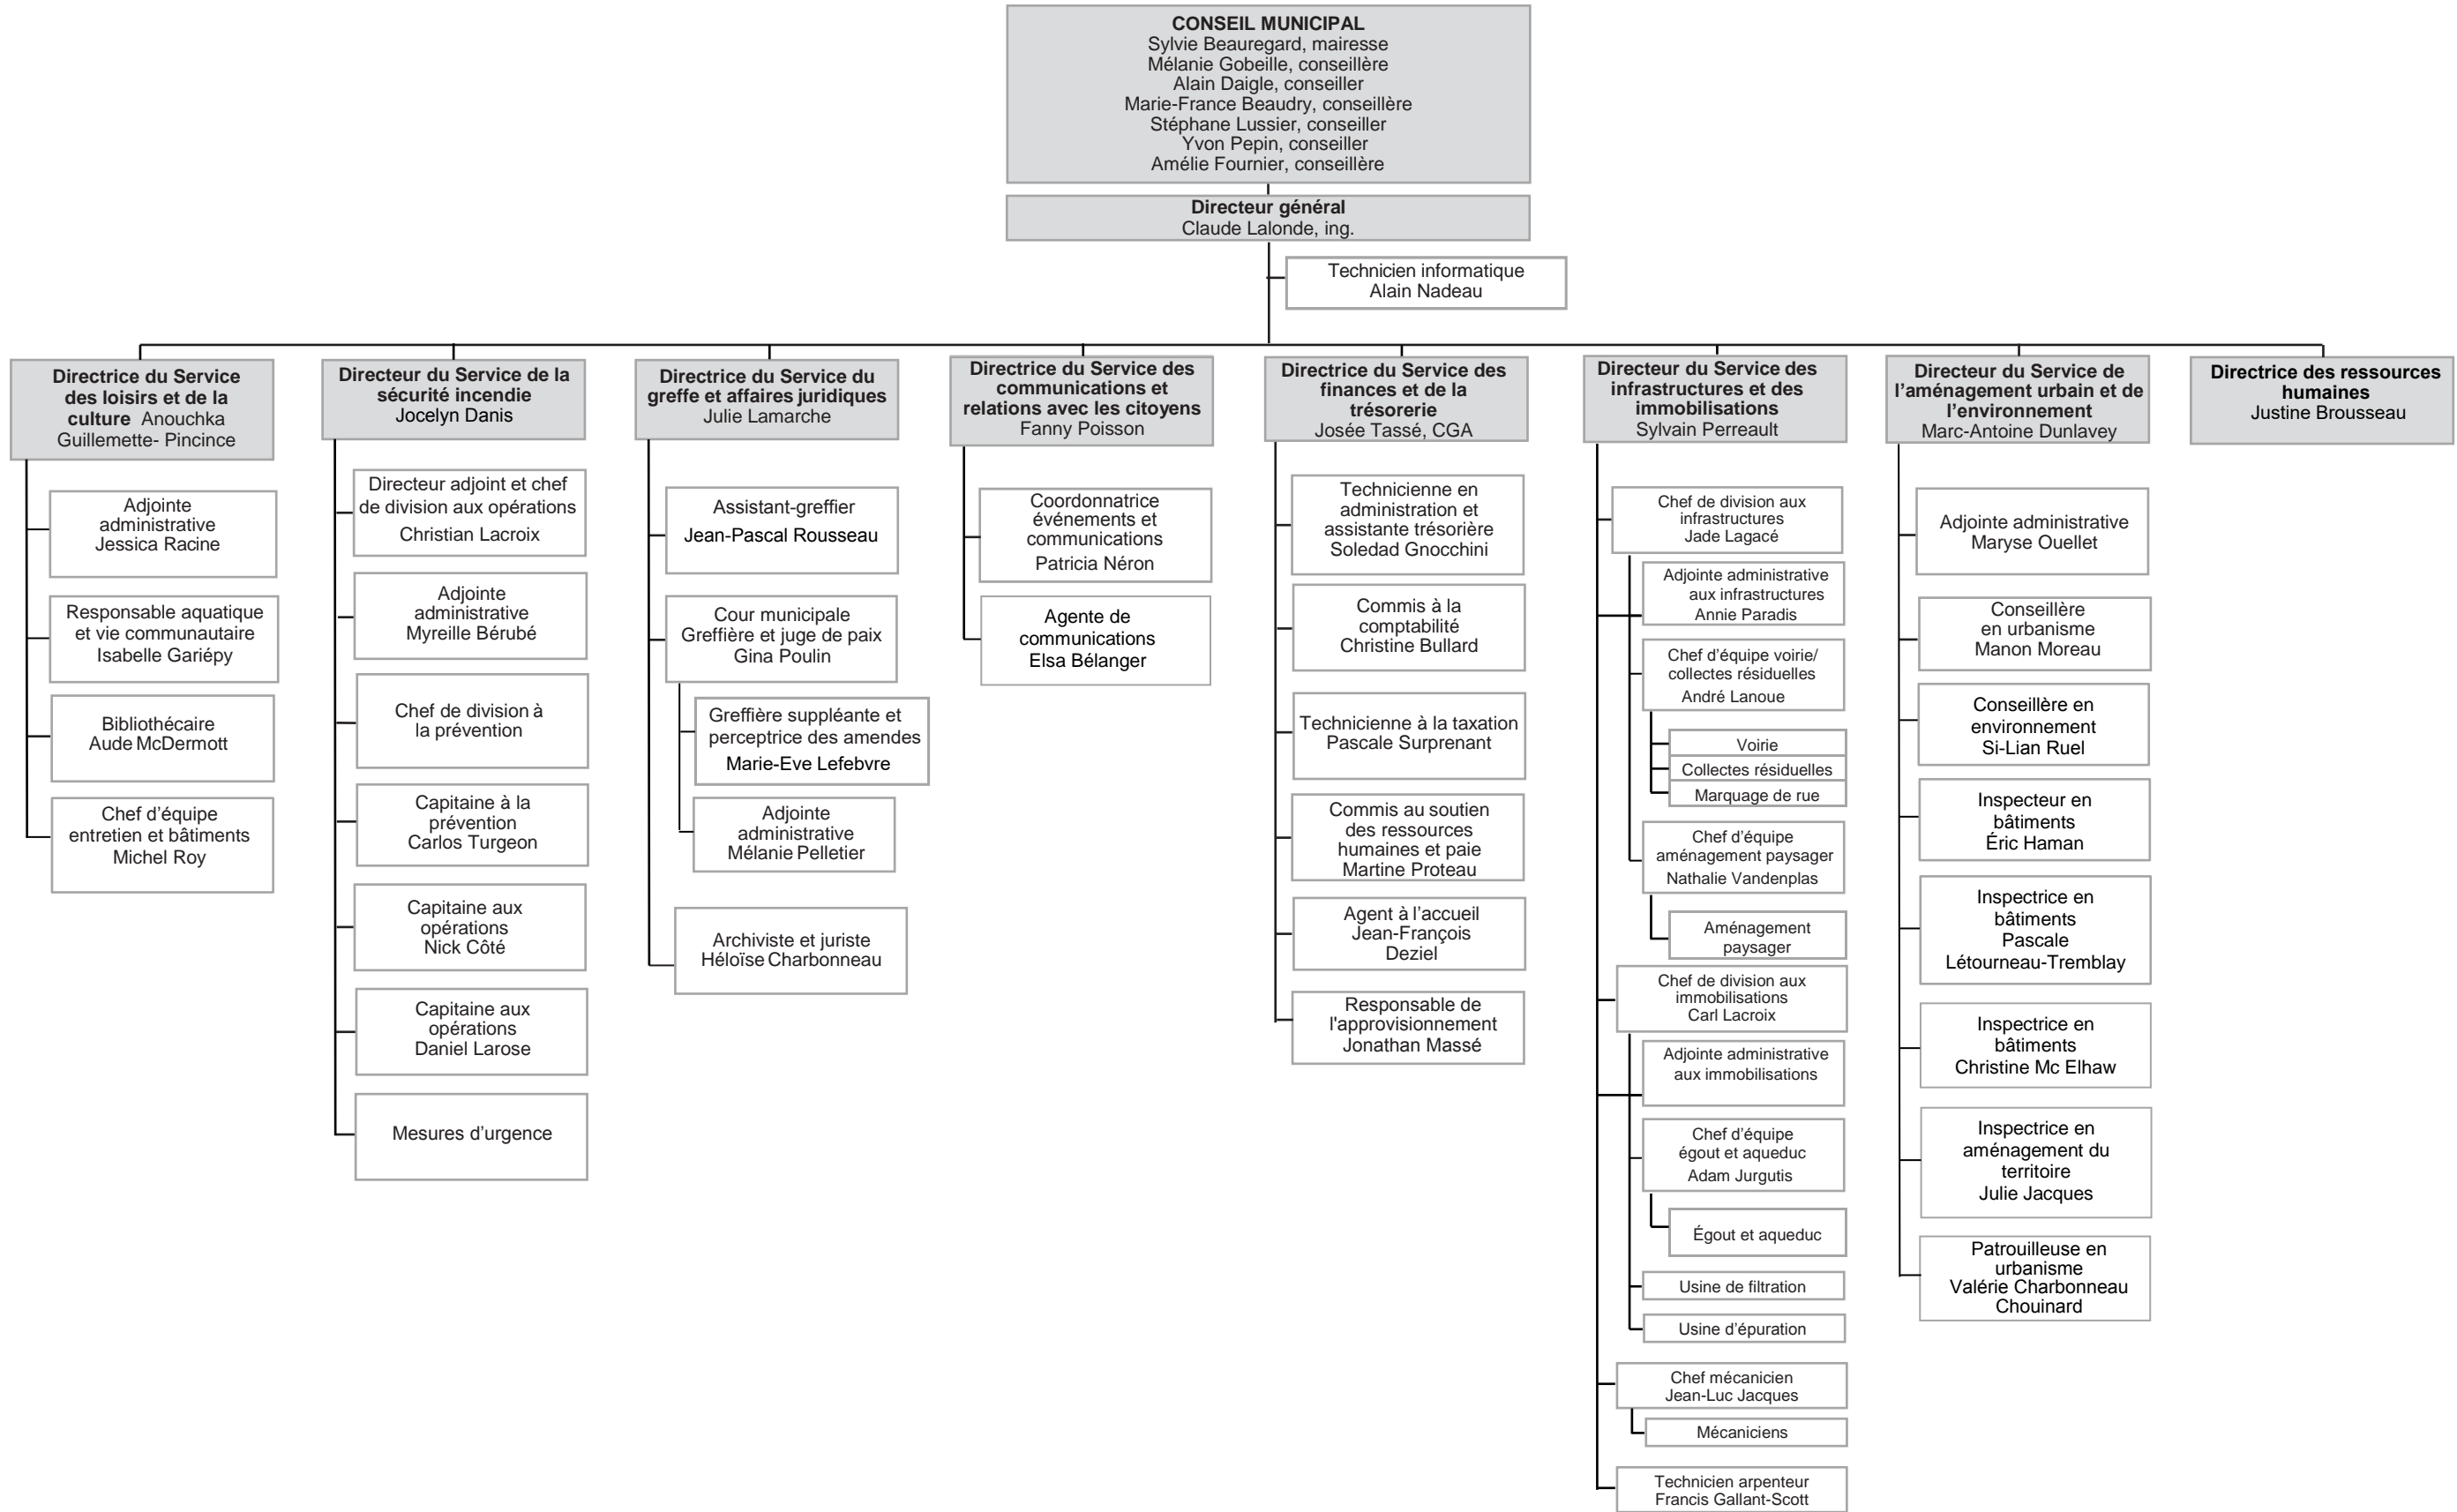 CONSEIL MUNICIPAL
Sylvie Beauregard, mairesse
Mélanie Gobeille, conseillère
Alain Daigle, conseiller
Marie-France Beaudry, conseillère
Stéphane Lussier, conseiller
Yvon Pepin, conseiller
Amélie Fournier, conseillère
Directeur général
Claude Lalonde, ing.
Technicien informatique
Alain Nadeau
Directrice du Service
des loisirs et de la
culture Anouchka
Guillemette- Pincince
Adjointe
administrative
Jessica Racine
Responsable aquatique
et vie communautaire
Isabelle Gariépy
Bibliothécaire
Aude McDermott
Chef d'équipe
entretien et bâtiments
Michel Roy
Directeur du Service de la
sécurité incendie
Jocelyn Danis
Directeur adjoint et chef
de division aux opérations
Christian Lacroix
Adjointe
administrative
Myreille Bérubé
Chef de division à
la prévention
Capitaine à la
prévention
Carlos Turgeon
Capitaine aux
opérations
Nick Côté
Capitaine aux
opérations
Daniel Larose
Mesures d'urgence
Directrice du Service du
greffe et affaires juridiques
Julie Lamarche
Assistant-greffier
Jean-Pascal Rousseau
Cour municipale
Greffière et juge de paix
Gina Poulin
Greffière suppléante et
perceptrice des amendes
Marie-Eve Lefebvre
Adjointe
administrative
Mélanie Pelletier
Archiviste et juriste
Héloïse Charbonneau
Directrice du Service des
communications et
relations avec les citoyens
Fanny Poisson
Coordonnatrice
événements et
communications
Patricia Néron
Agente de
communications
Elsa Bélanger
Directrice du Service des
finances et de la
trésorerie
Josée Tassé, CGA
Technicienne en
administration et
assistante trésorière
Soledad Gnocchini
Commis à la
comptabilité
Christine Bullard
Technicienne à la taxation
Pascale Surprenant
Commis au soutien
des ressources
humaines et paie
Martine Proteau
Agent à l'accueil
Jean-François
Deziel
Responsable de
l'approvisionnement
Jonathan Massé
Directeur du Service des
infrastructures et des
immobilisations
Sylvain Perreault
Chef de division aux
infrastructures
Jade Lagacé
Adjointe administrative
aux infrastructures
Annie Paradis
Chef d'équipe voirie/
collectes résiduelles
André Lanoue
Voirie
Collectes résiduelles
Marquage de rue
Chef d'équipe
aménagement paysager
Nathalie Vandenplas
Aménagement
paysager
Chef de division aux
immobilisations
Carl Lacroix
Adjointe administrative
aux immobilisations
Chef d'équipe
égout et aqueduc
Adam Jurgutis
Égout et aqueduc
Usine de filtration
Usine d'épuration
Chef mécanicien
Jean-Luc Jacques
Mécaniciens
Technicien arpenteur
Francis Gallant-Scott
Directeur du Service de
l'aménagement urbain et de
l'environnement
Marc-Antoine Dunlavey
Adjointe administrative
Maryse Ouellet
Conseillère
en urbanisme
Manon Moreau
Conseillère en
environnement
Si-Lian Ruel
Inspecteur en
bâtiments
Éric Haman
Inspectrice en
bâtiments
Pascale
Létourneau-Tremblay
Inspectrice en
bâtiments
Christine Mc Elhaw
Inspectrice en
aménagement du
territoire
Julie Jacques
Patrouilleuse en
urbanisme
Valérie Charbonneau
Chouinard
Directrice des ressources
humaines
Justine Brousseau